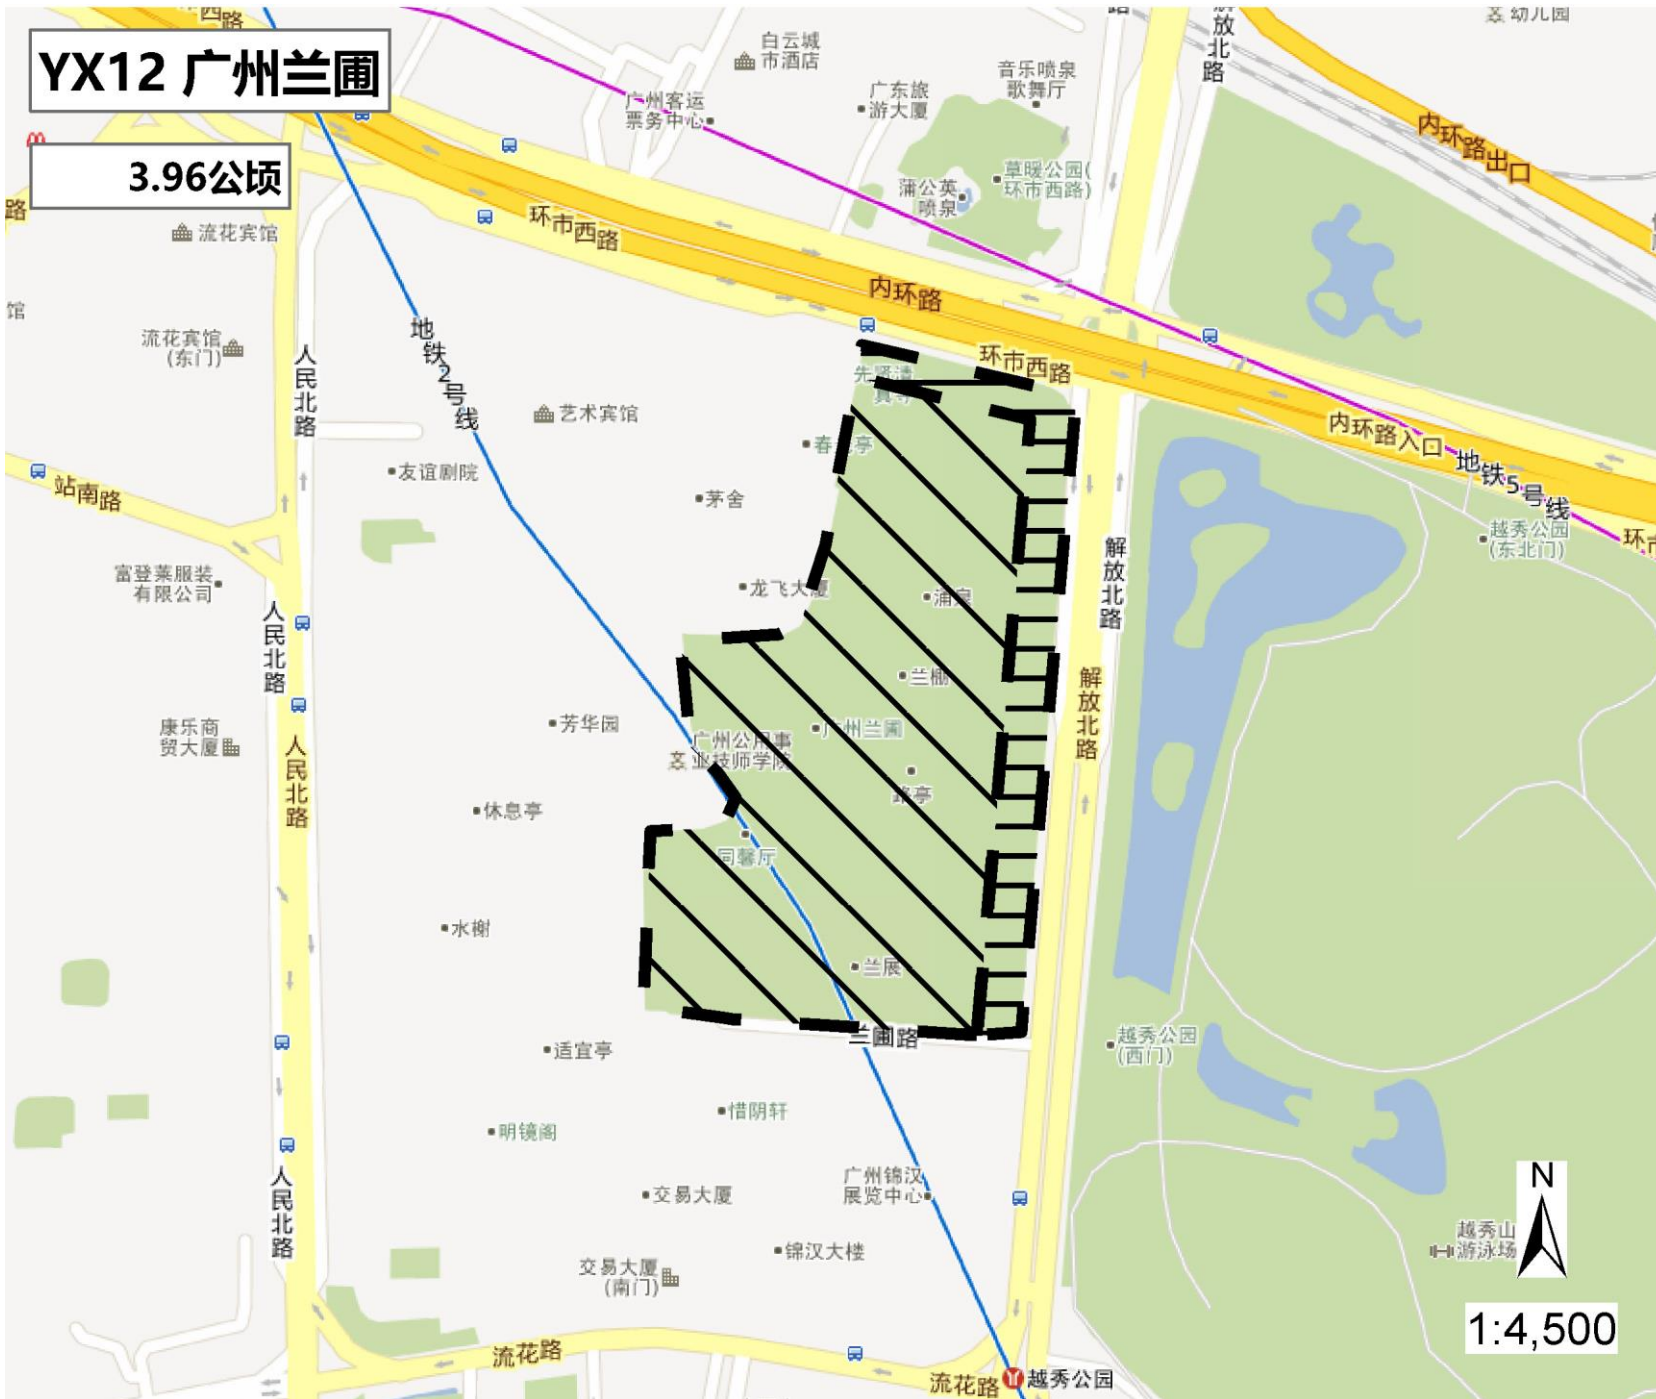 YX12 广州兰圃
3.96公顷
西路
解放北路
路
幼儿园
白云城
市酒店
广州客运
票务中心
广东旅
游大厦
音乐喷泉
歌舞厅
草暖公园(
环市西路)
蒲公英
喷泉
内环路出口
路
流花宾馆
环市西路
内环路
馆
流花宾馆
(东门)
人民北路
地铁2号线
艺术宾馆
友谊剧院
站南路
环市西路
春光亭
茅舍
内环路入口
地铁5号线
越秀公园
(东北门)
环市
富登莱服装
有限公司
人民北路
龙飞大厦
解放北路
兰棚
解放北路
康乐商
贸大厦
芳华园
广州兰圃
广州公用事
业技师学院
人民北路
路亭
休息亭
同馨厅
水榭
兰展
兰圃路
适宜亭
越秀公园
(西门)
惜阴轩
明镜阁
人民北路
交易大厦
广州锦汉
展览中心
锦汉大楼
交易大厦
(南门)
N
越秀山
游泳场
1:4,500
流花路
流花路
越秀公园